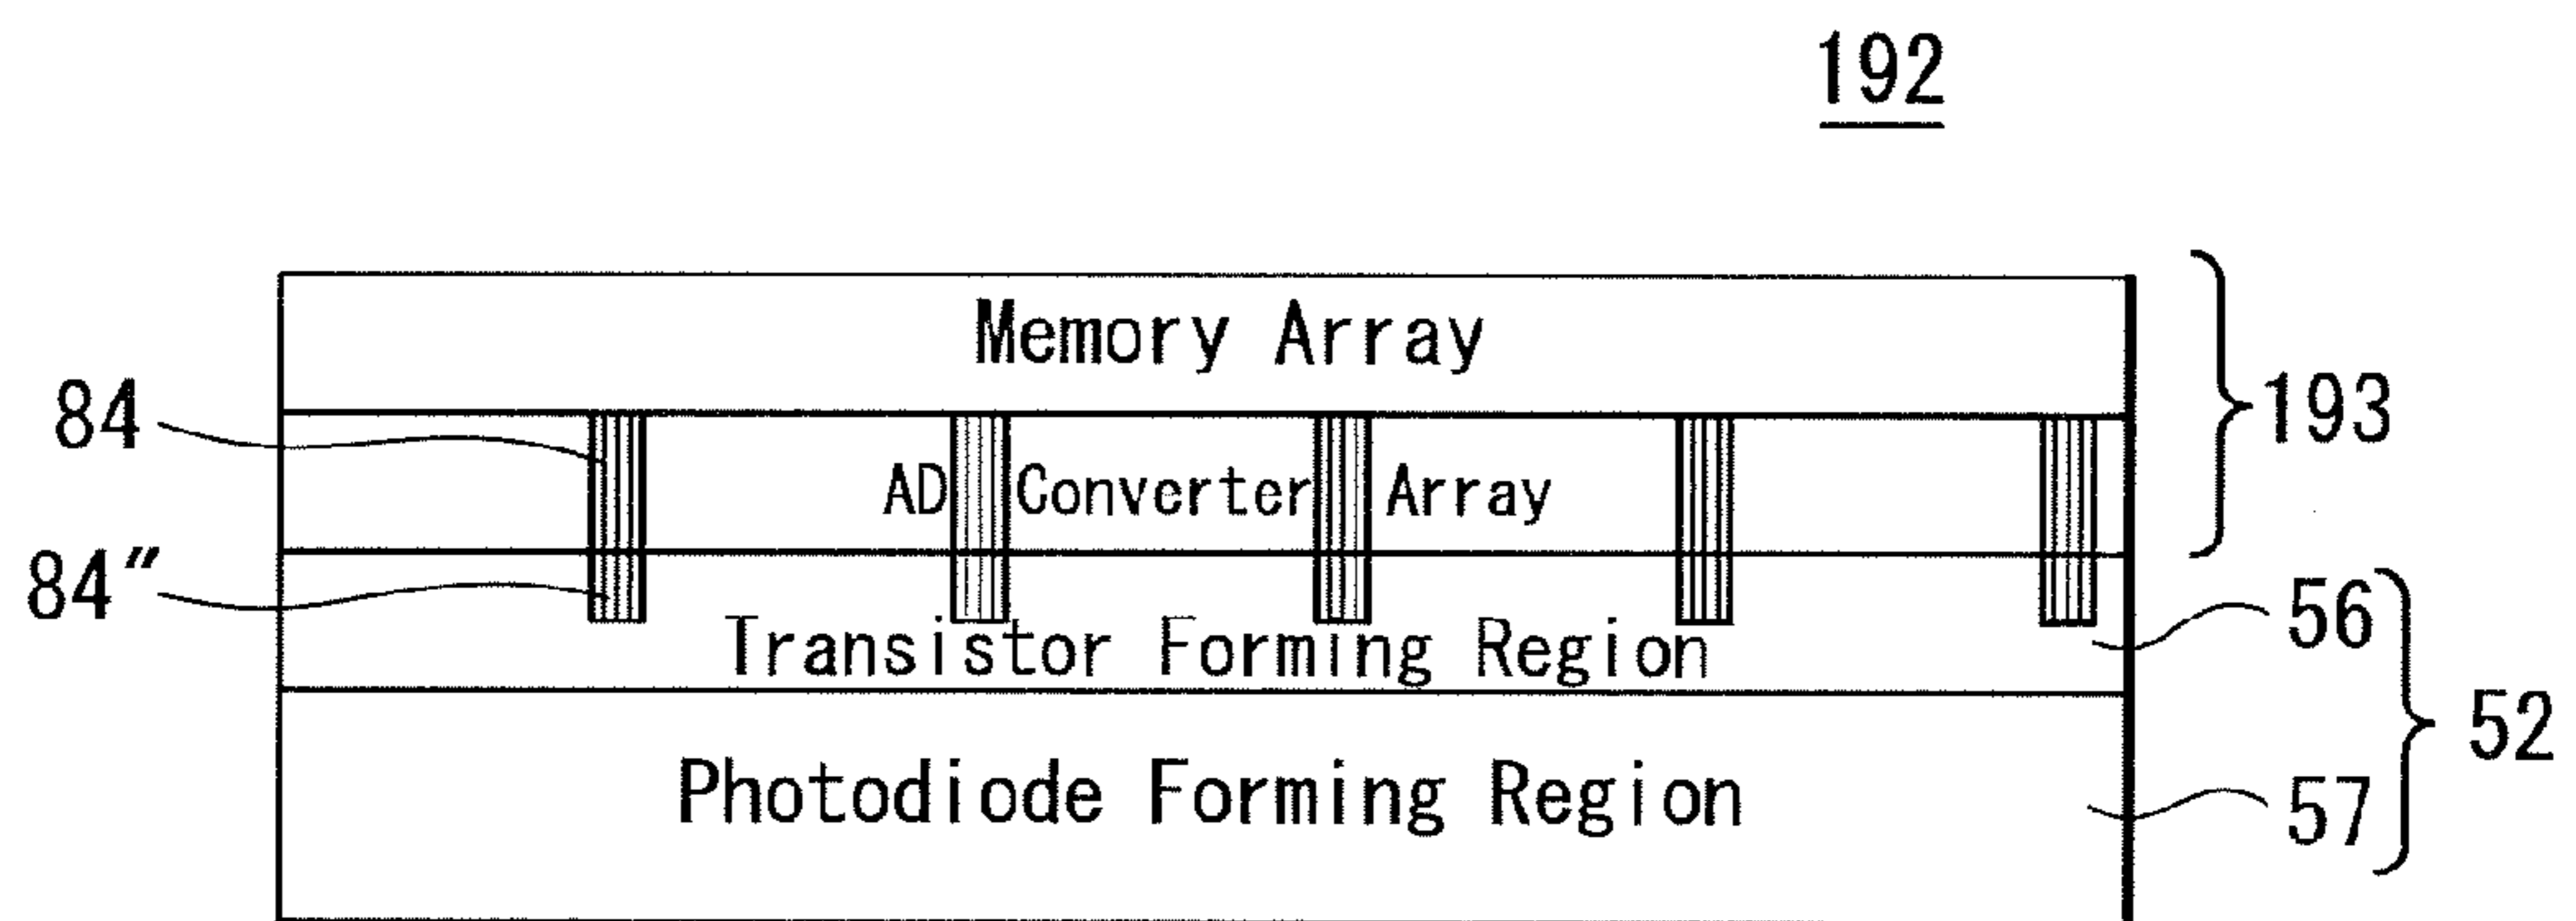 192
Memory Array
84
193
AD Converter Array
84″
56
Transistor Forming Region
52
Photodiode Forming Region
57